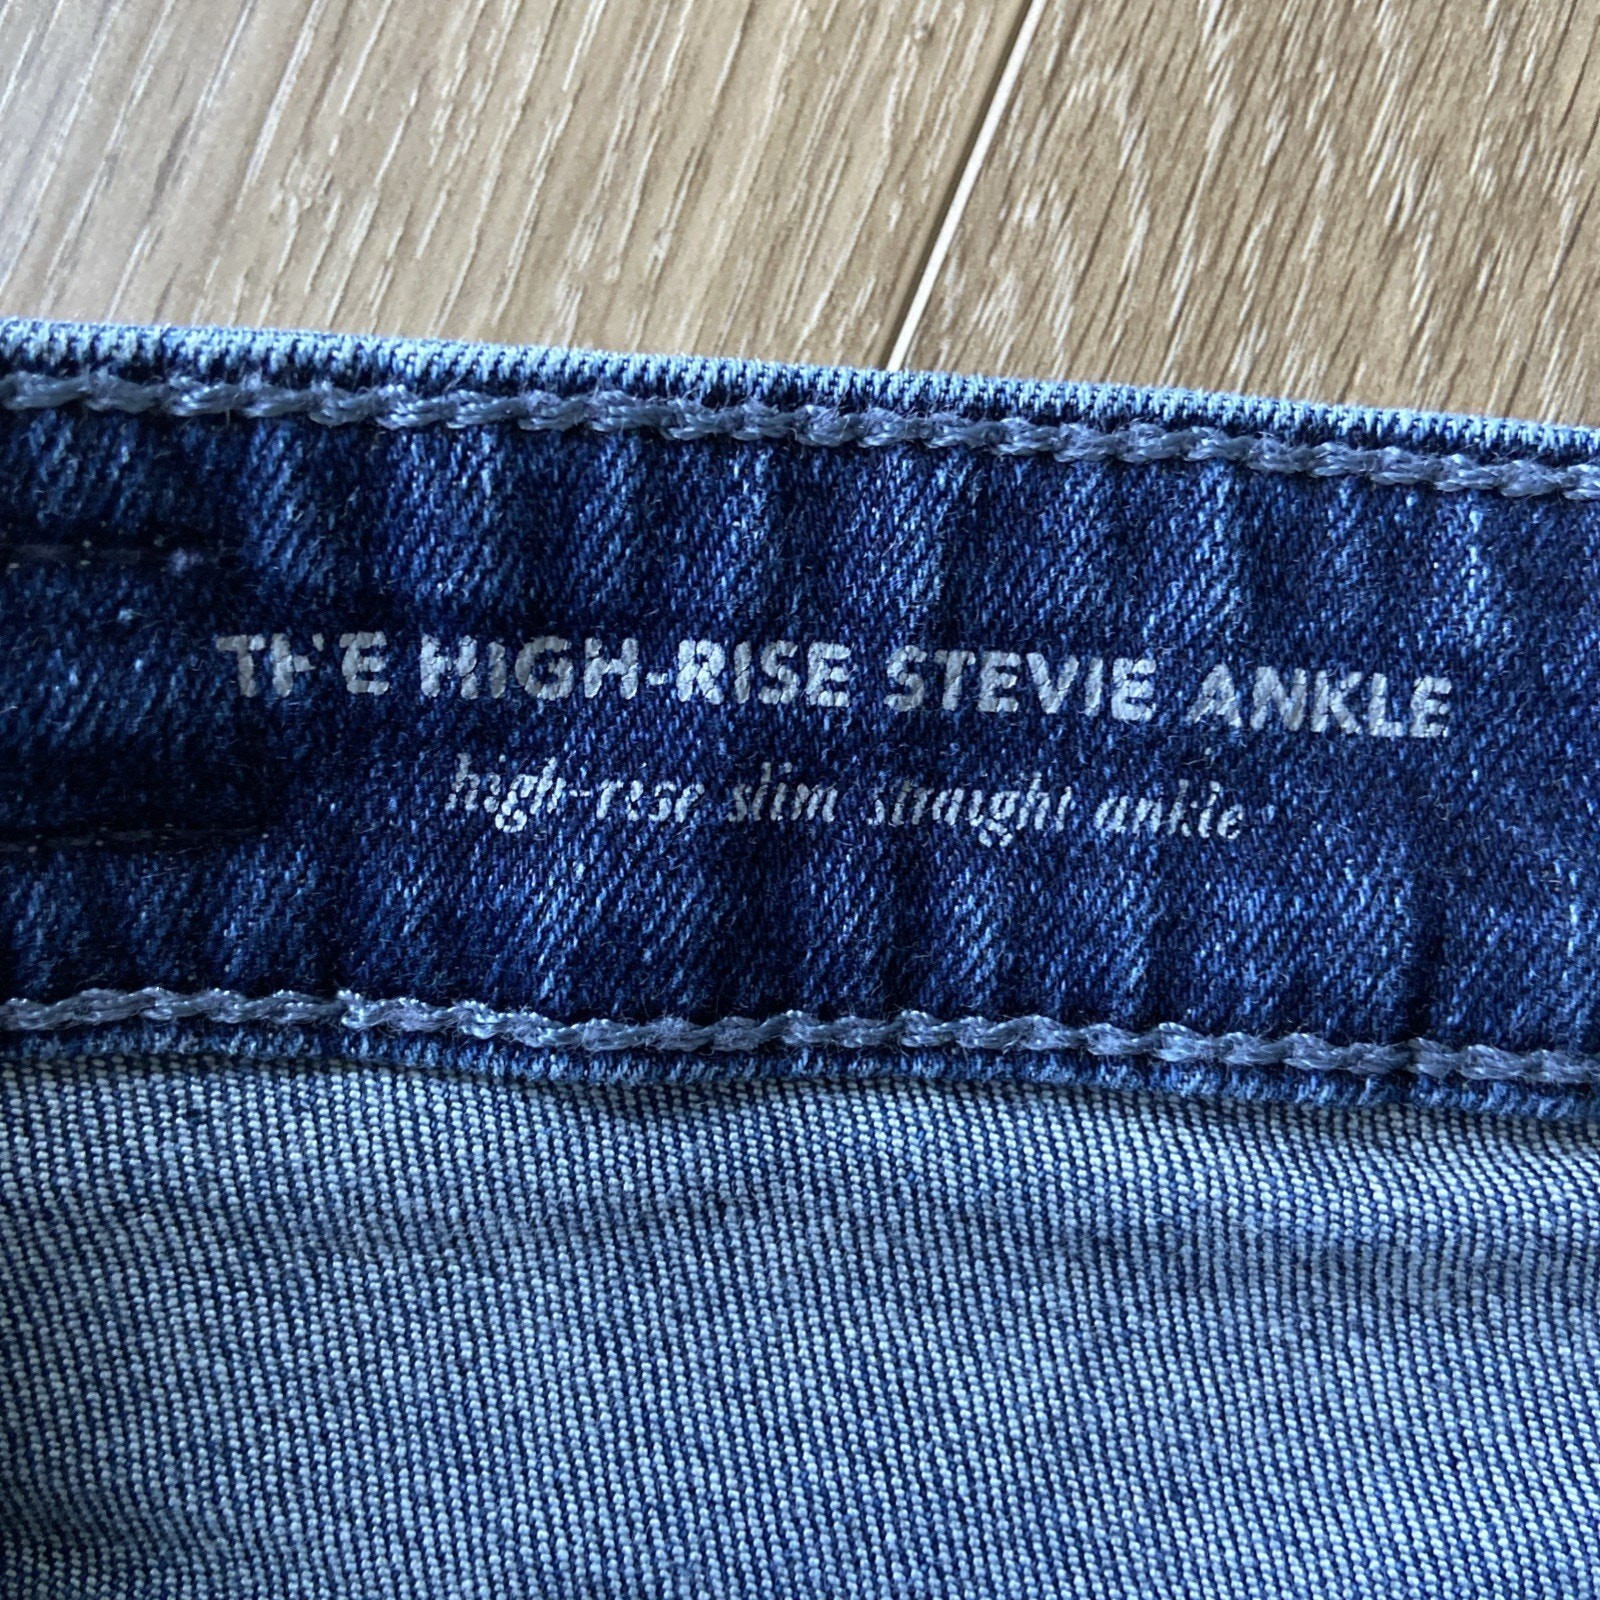 THE HIGH-RISE STEVIE ANKLE
high-rise slim straight ankle